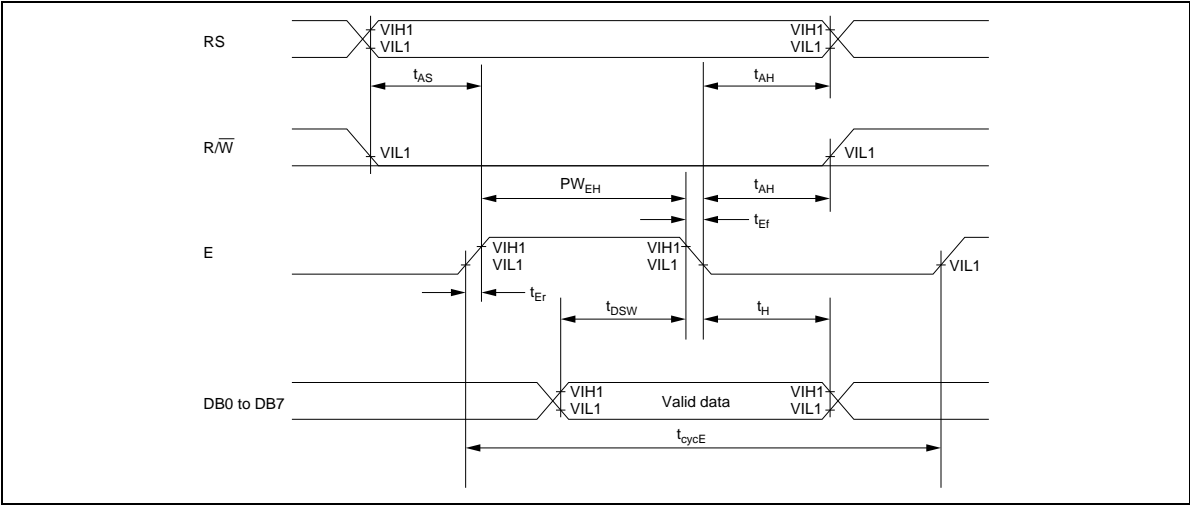 RS
VIH1
VIL1
VIH1
VIL1
tAS
tAH
R/W̅
VIL1
VIL1
PWEH
tAH
tEf
E
VIH1
VIL1
VIH1
VIL1
VIL1
tEr
tDSW
tH
DB0 to DB7
VIH1
VIL1
Valid data
VIH1
VIL1
tcycE